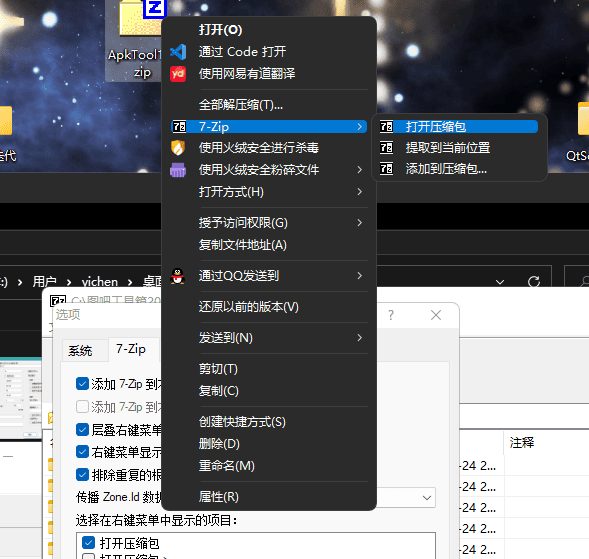 ApkTool1
zip
打开(O)
通过 Code 打开
使用网易有道翻译
全部解压缩(T)...
7-Zip
打开压缩包
提取到当前位置
添加到压缩包...
使用火绒安全进行杀毒
使用火绒安全粉碎文件
打开方式(H)
授予访问权限(G)
复制文件地址(A)
通过QQ发送到
还原以前的版本(V)
发送到(N)
剪切(T)
复制(C)
创建快捷方式(S)
删除(D)
重命名(M)
属性(R)
迭代
QtSc
用户
yichen
桌面
C:\图吧工具箱20
选项
系统
7-Zip
添加 7-Zip 到
添加 7-Zip 到
层叠右键菜单
右键菜单显示
排除重复的根
传播 Zone.Id 数据
选择在右键菜单中显示的项目：
打开压缩包
打开压缩包
注释
-24 2...
-24 2...
-24 2...
-24 2...
-24 2...